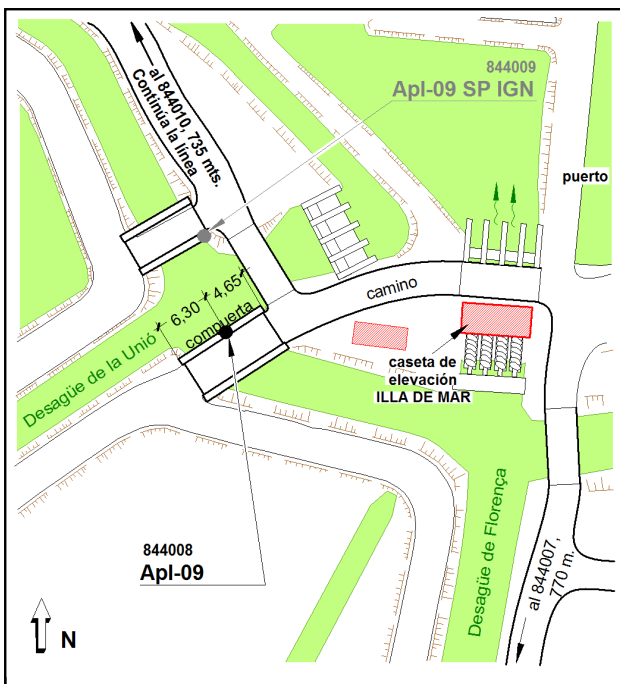 844009
Apl-09 SP IGN
al 844010, 735 mts.
Continúa la línea
puerto
camino
6,30
4,65
compuerta
Desagüe de la Unió
caseta de
elevación
ILLA DE MAR
Desagüe de Florença
844008
Apl-09
al 844007,
770 m.
N